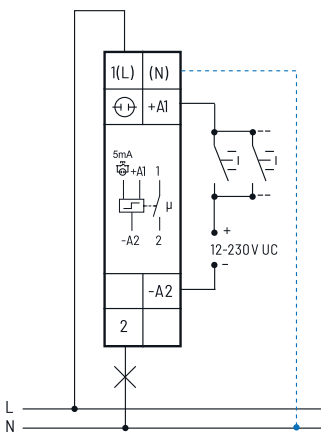 1(L) (N)
+A1
5mA
+A1 1
μ
-A2 2
+
12-230V UC
−
-A2
2
L
N